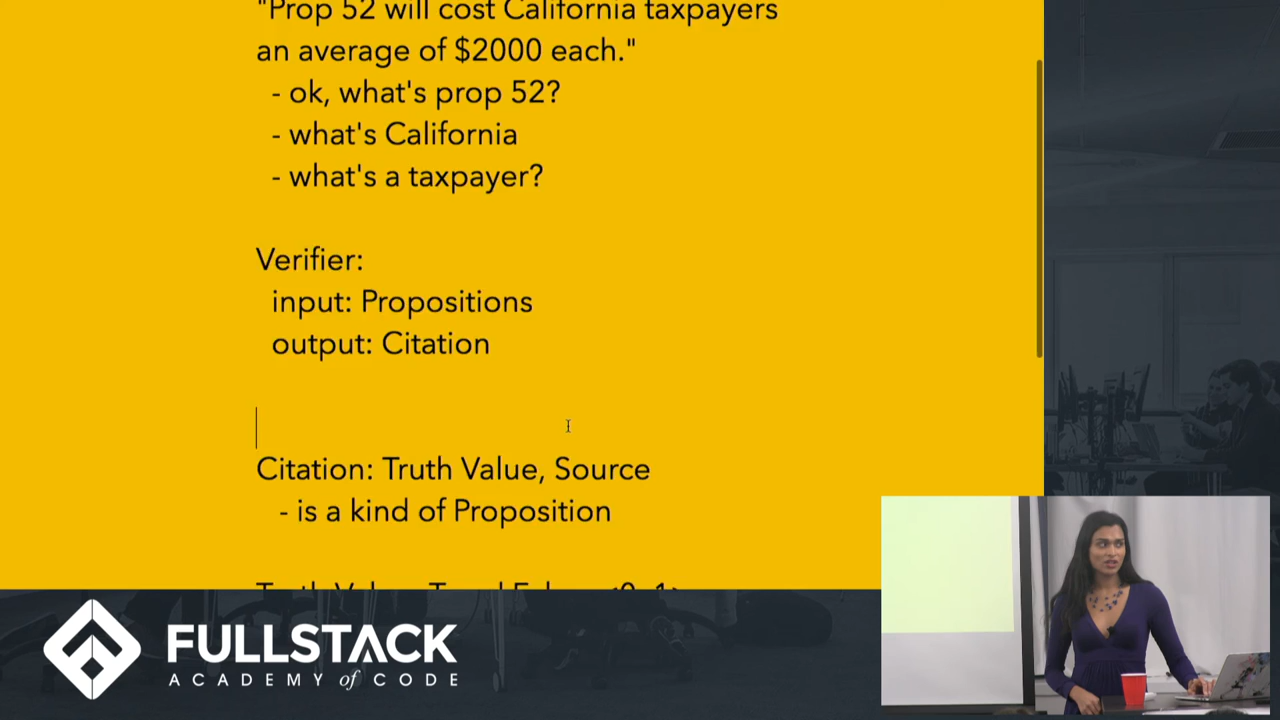 "Prop 52 will cost California taxpayers
an average of $2000 each."
- ok, what's prop 52?
- what's California
- what's a taxpayer?
Verifier:
input: Propositions
output: Citation
Citation: Truth Value, Source
- is a kind of Proposition
FULLSTACK
ACADEMY of CODE